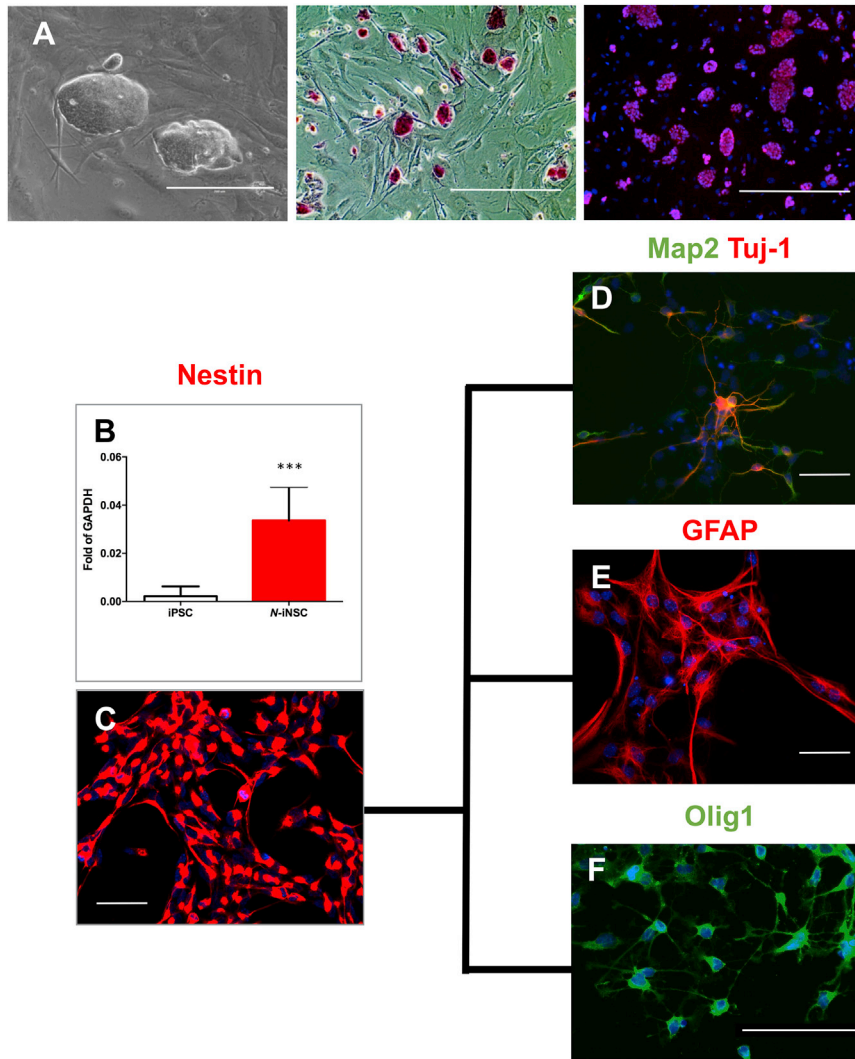 A
Map2 Tuj-1
D
Nestin
B
0.06
***
0.04
Fold of GAPDH
0.02
0.00
iPSC
N-iNSC
GFAP
E
C
Olig1
F